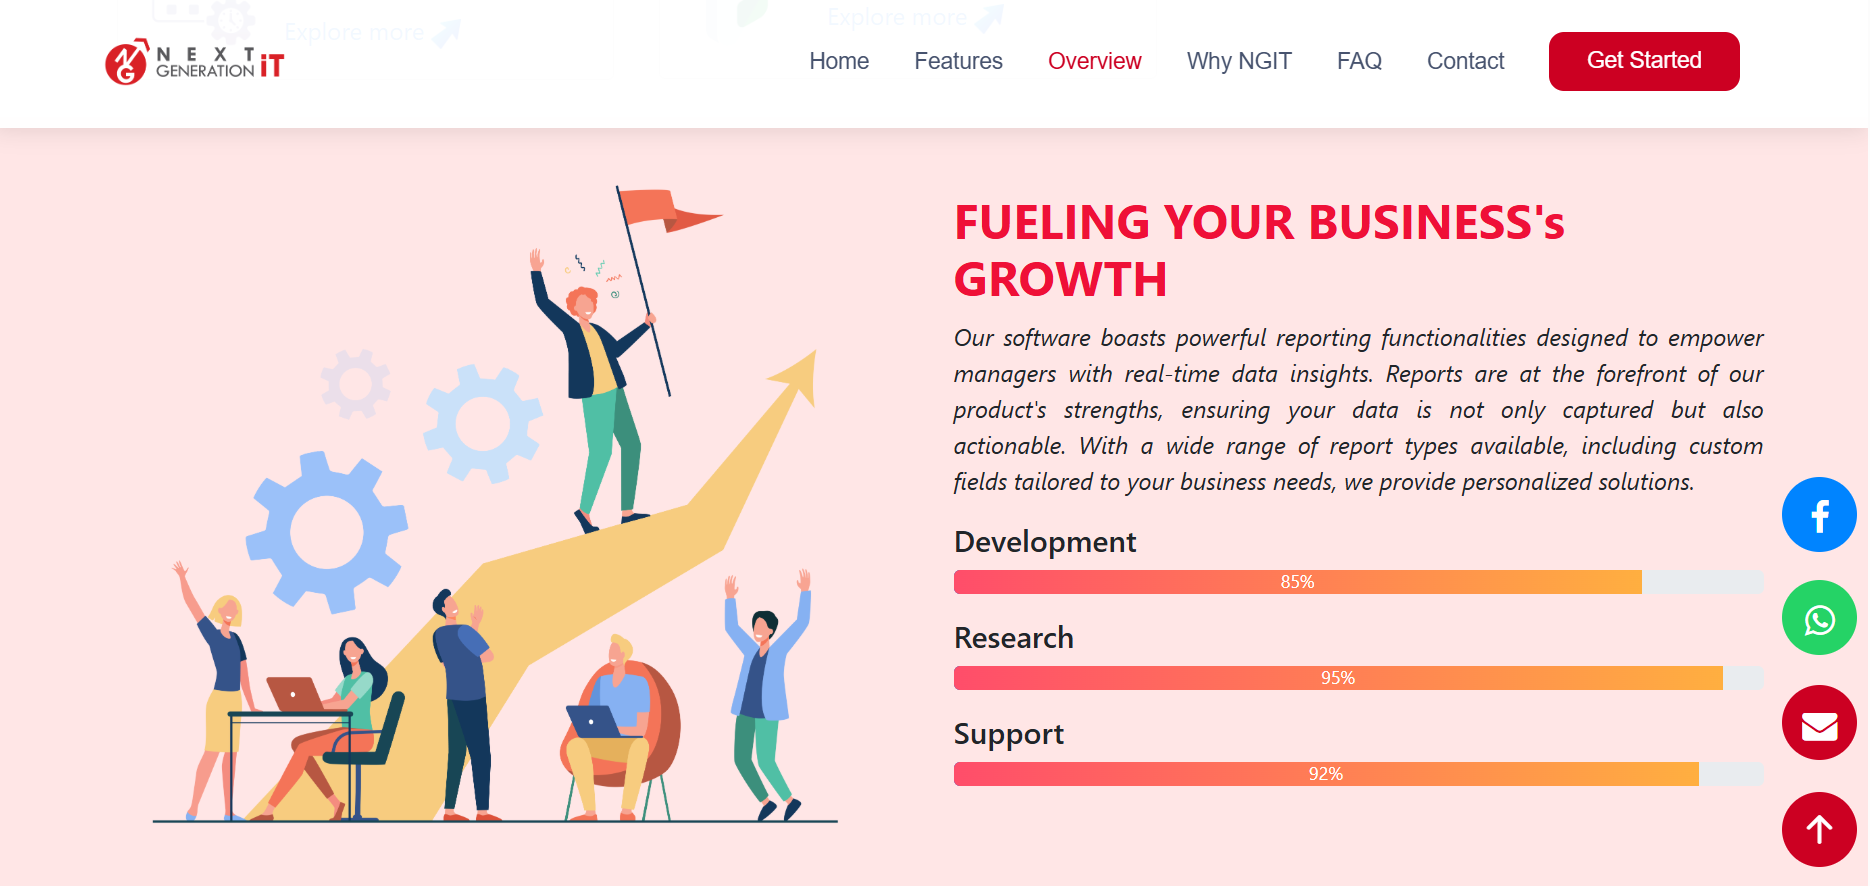 Explore more
Explore more
NEXT
GENERATION iT
NG
Home Features Overview Why NGIT FAQ Contact Get Started
FUELING YOUR BUSINESS's
GROWTH
Our software boasts powerful reporting functionalities designed to empower
managers with real-time data insights. Reports are at the forefront of our
product's strengths, ensuring your data is not only captured but also
actionable. With a wide range of report types available, including custom
fields tailored to your business needs, we provide personalized solutions.
Development
85%
Research
95%
Support
92%